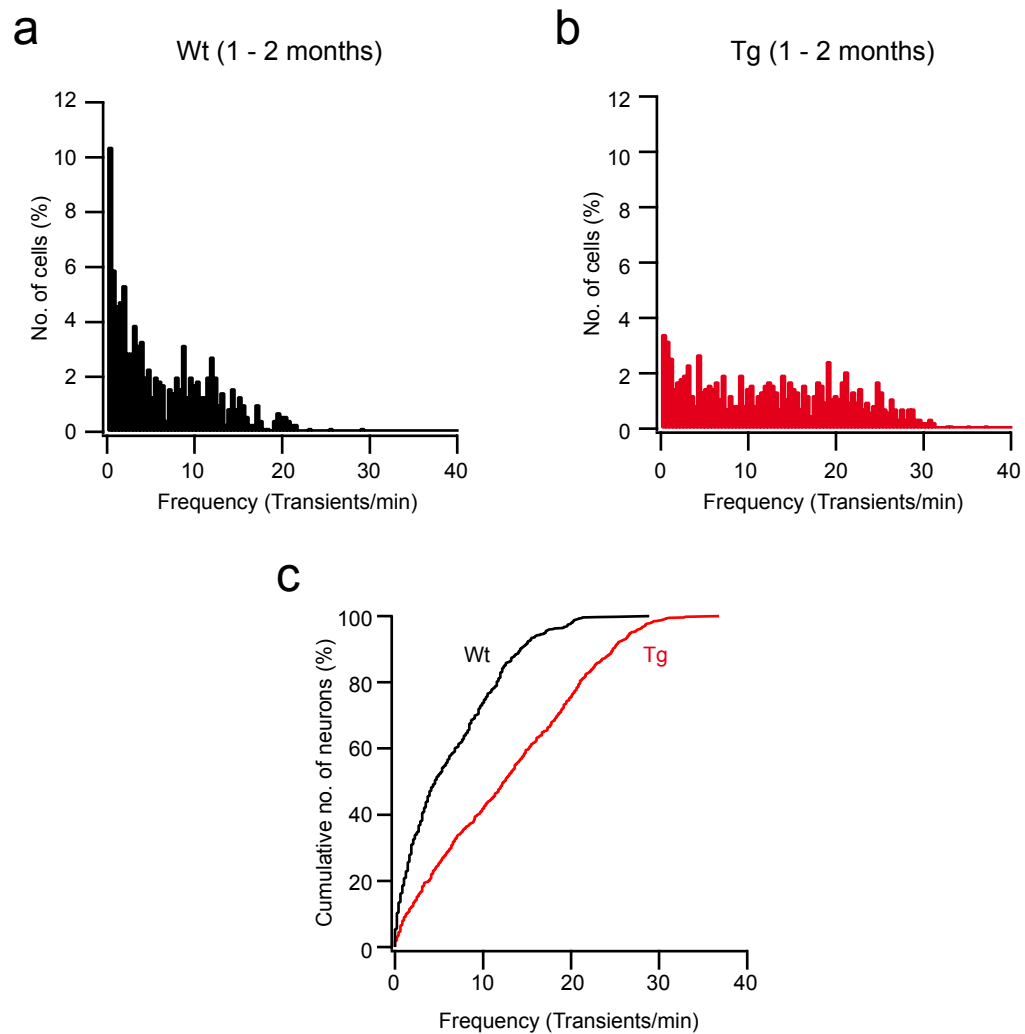 a
Wt (1 - 2 months)
12
10
8
6
4
2
0
No. of cells (%)
0 10 20 30 40
Frequency (Transients/min)
b
Tg (1 - 2 months)
12
10
8
6
4
2
0
No. of cells (%)
0 10 20 30 40
Frequency (Transients/min)
c
100
80
60
40
20
0
Cumulative no. of neurons (%)
Wt
Tg
0 10 20 30 40
Frequency (Transients/min)